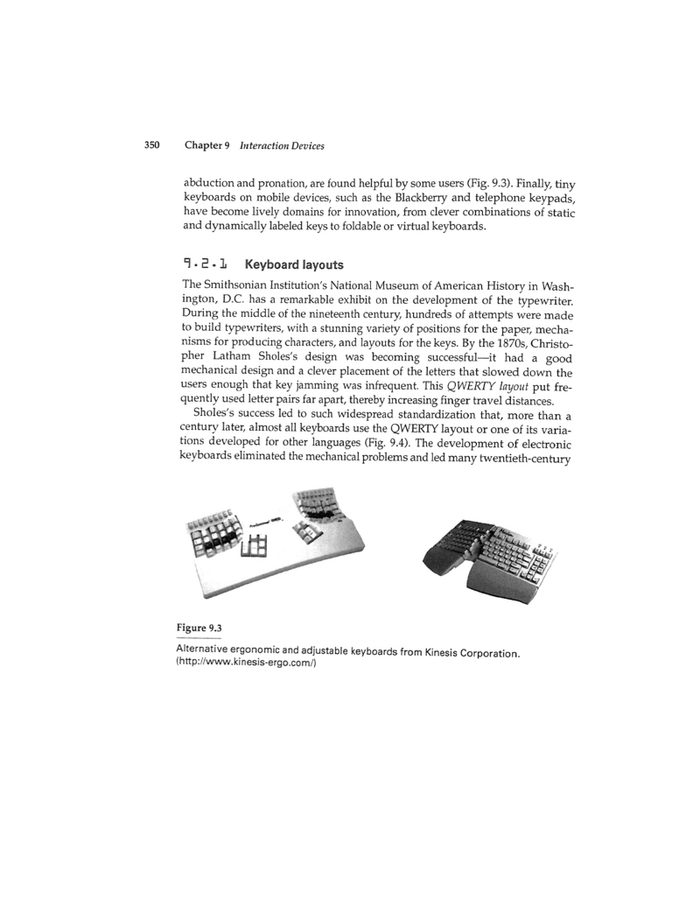 350 Chapter 9 Interaction Devices
abduction and pronation, are found helpful by some users (Fig. 9.3). Finally, tiny
keyboards on mobile devices, such as the Blackberry and telephone keypads,
have become lively domains for innovation, from clever combinations of static
and dynamically labeled keys to foldable or virtual keyboards.
9.2.1 Keyboard layouts
The Smithsonian Institution's National Museum of American History in Wash-
ington, D.C. has a remarkable exhibit on the development of the typewriter.
During the middle of the nineteenth century, hundreds of attempts were made
to build typewriters, with a stunning variety of positions for the paper, mecha-
nisms for producing characters, and layouts for the keys. By the 1870s, Christo-
pher Latham Sholes's design was becoming successful—it had a good
mechanical design and a clever placement of the letters that slowed down the
users enough that key jamming was infrequent. This QWERTY layout put fre-
quently used letter pairs far apart, thereby increasing finger travel distances.
Sholes's success led to such widespread standardization that, more than a
century later, almost all keyboards use the QWERTY layout or one of its varia-
tions developed for other languages (Fig. 9.4). The development of electronic
keyboards eliminated the mechanical problems and led many twentieth-century
Figure 9.3
Alternative ergonomic and adjustable keyboards from Kinesis Corporation.
(http://www.kinesis-ergo.com/)